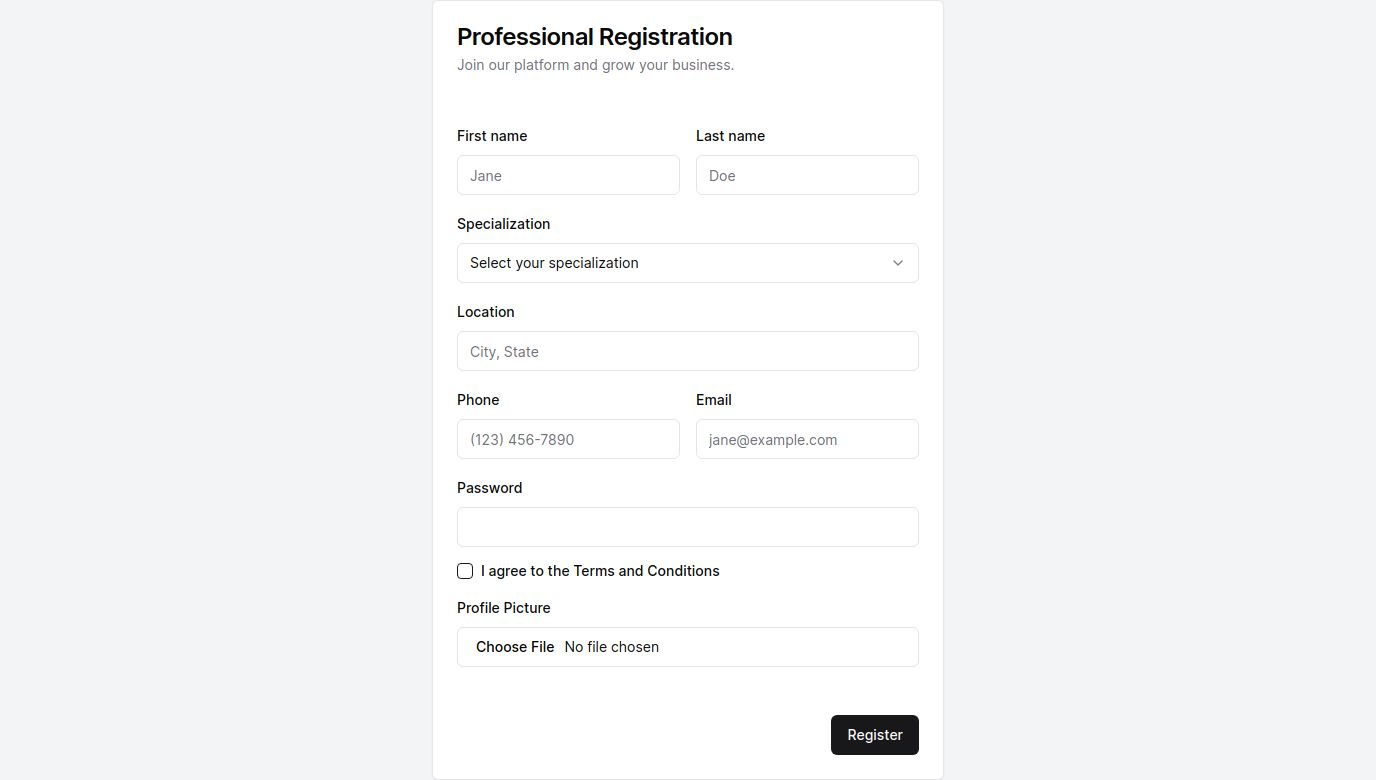 Professional Registration
Join our platform and grow your business.
First name Last name
Jane Doe
Specialization
Select your specialization
Location
City, State
Phone Email
(123) 456-7890 jane@example.com
Password
I agree to the Terms and Conditions
Profile Picture
Choose File No file chosen
Register